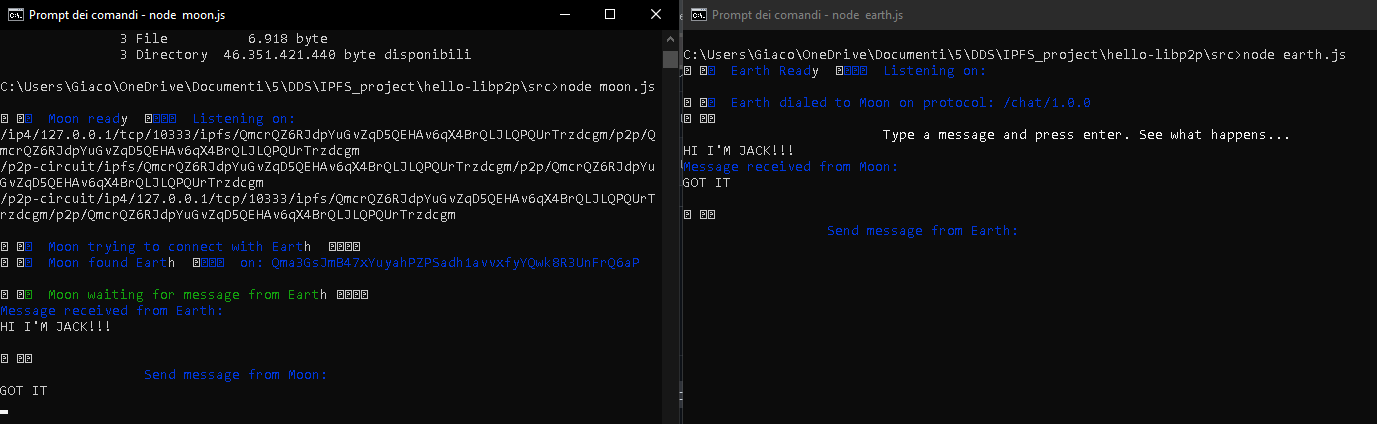 Prompt dei comandi - node moon.js
3 File 6.918 byte
3 Directory 46.351.421.440 byte disponibili
C:\Users\Giaco\OneDrive\Documenti\5\DDS\IPFS_project\hello-libp2p\src>node moon.js
Moon ready Listening on:
/ip4/127.0.0.1/tcp/10333/ipfs/QmcrQZ6RJdpYuGvZqD5QEHAv6qX4BrQLJLQPQUrTrzdcgm/p2p/Q
mcrQZ6RJdpYuGvZqD5QEHAv6qX4BrQLJLQPQUrTrzdcgm
/p2p-circuit/ipfs/QmcrQZ6RJdpYuGvZqD5QEHAv6qX4BrQLJLQPQUrTrzdcgm/p2p/QmcrQZ6RJdpYu
GvZqD5QEHAv6qX4BrQLJLQPQUrTrzdcgm
/p2p-circuit/ip4/127.0.0.1/tcp/10333/ipfs/QmcrQZ6RJdpYuGvZqD5QEHAv6qX4BrQLJLQPQUrT
rzdcgm/p2p/QmcrQZ6RJdpYuGvZqD5QEHAv6qX4BrQLJLQPQUrTrzdcgm
Moon trying to connect with Earth
Moon found Earth on: Qma3GsJmB47xYuyahPZPSadh1avvxfyYQwk8R3UnFrQ6aP
Moon waiting for message from Earth
Message received from Earth:
HI I'M JACK!!!
Send message from Moon:
GOT IT
Prompt dei comandi - node earth.js
C:\Users\Giaco\OneDrive\Documenti\5\DDS\IPFS_project\hello-libp2p\src>node earth.js
Earth Ready Listening on:
Earth dialed to Moon on protocol: /chat/1.0.0
Type a message and press enter. See what happens...
HI I'M JACK!!!
Message received from Moon:
GOT IT
Send message from Earth: